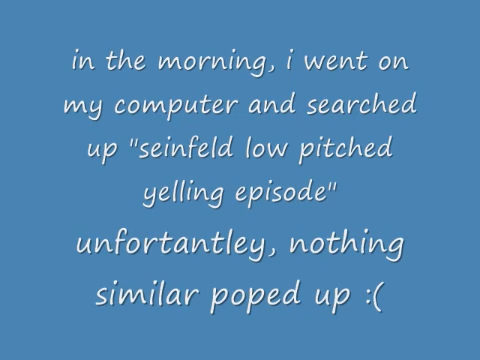 in the morning, i went on
my computer and searched
up "seinfeld low pitched
yelling episode"
unfortantley, nothing
similar poped up :(